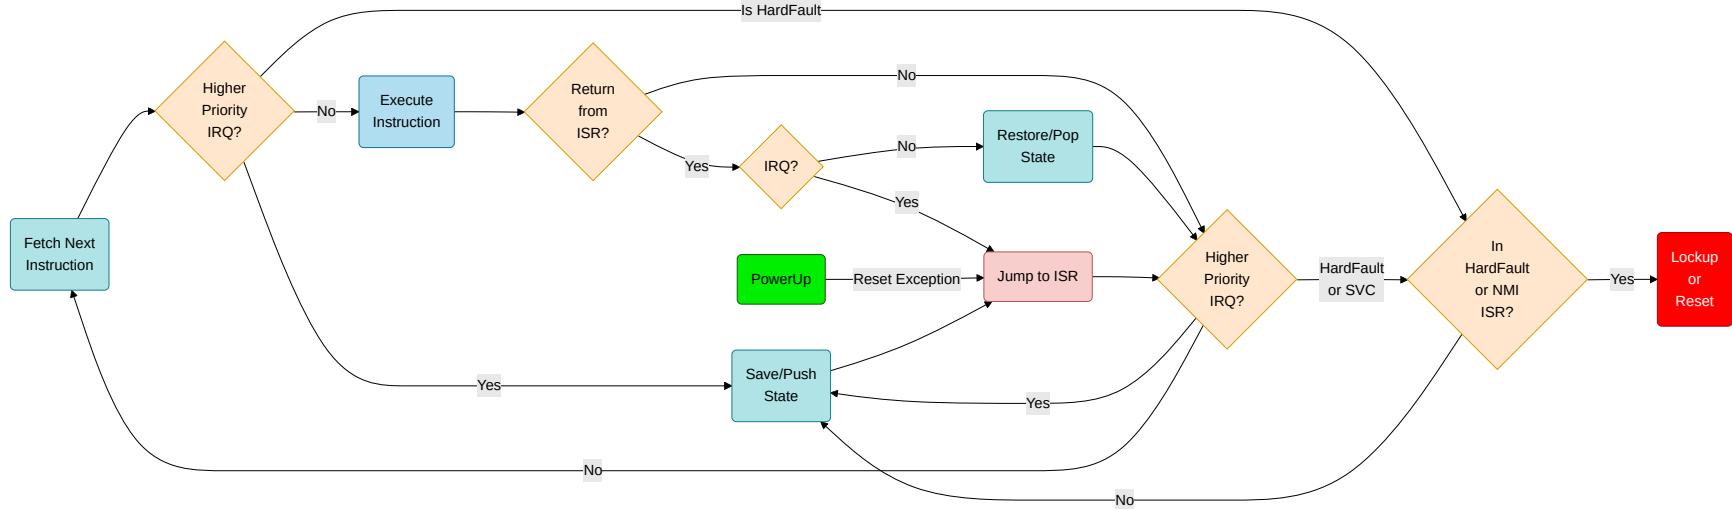 Is HardFault
Higher
Priority
IRQ?
No
Execute
Instruction
Return
from
ISR?
No
Yes
IRQ?
No
Restore/Pop
State
Yes
Fetch Next
Instruction
PowerUp
Reset Exception
Jump to ISR
Higher
Priority
IRQ?
HardFault
or SVC
In
HardFault
or NMI
ISR?
Yes
Lockup
or
Reset
Yes
Save/Push
State
Yes
No
No